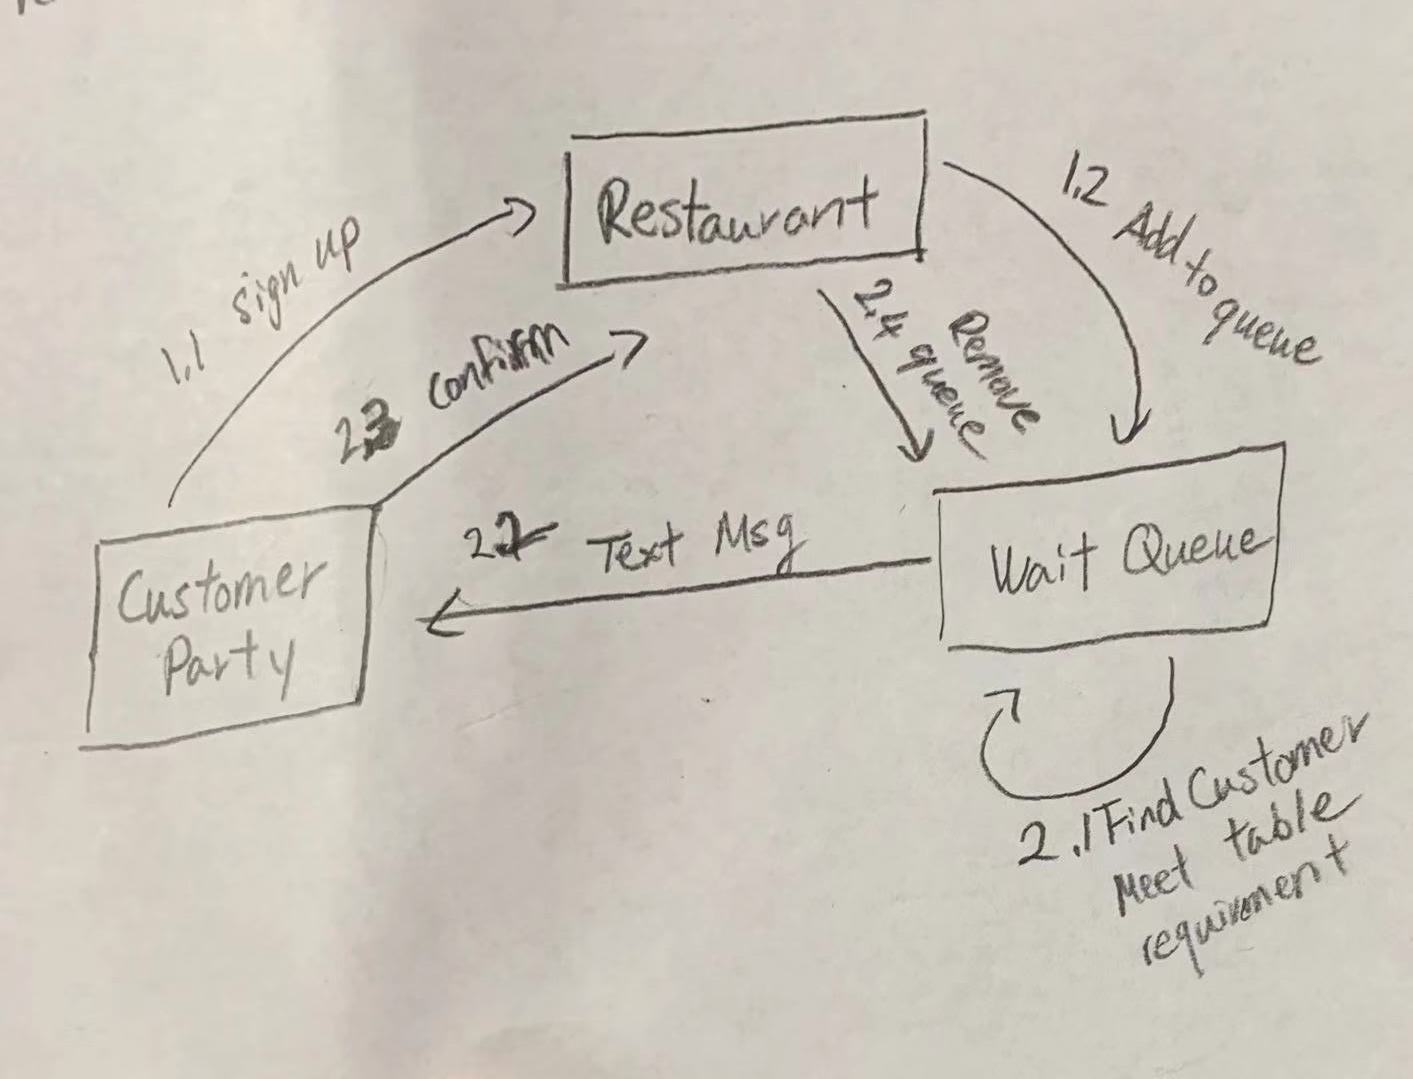 Restaurant
1.1 sign up
1.2 Add to queue
2.3 confirm
2.4 Remove
queue
2.2 Text Msg
Wait Queue
Customer
Party
2.1 Find Customer
Meet table
requirment